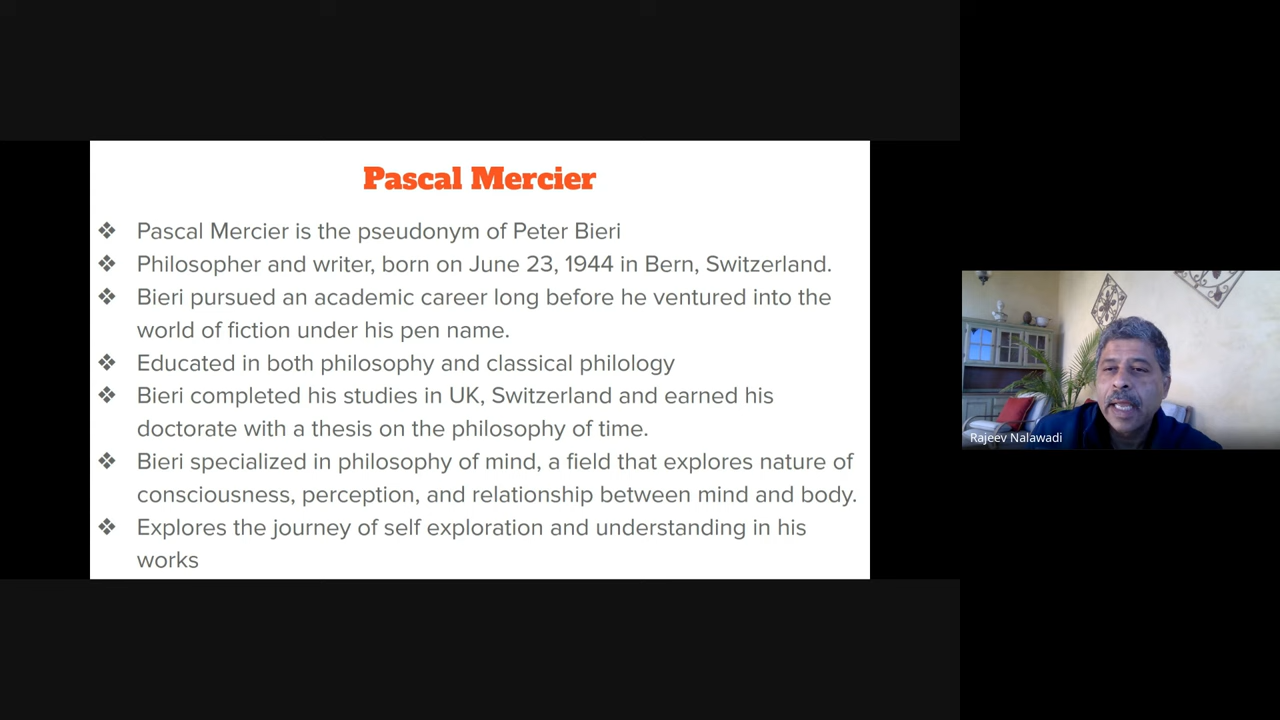 Pascal Mercier
❖ Pascal Mercier is the pseudonym of Peter Bieri
❖ Philosopher and writer, born on June 23, 1944 in Bern, Switzerland.
❖ Bieri pursued an academic career long before he ventured into the
world of fiction under his pen name.
❖ Educated in both philosophy and classical philology
❖ Bieri completed his studies in UK, Switzerland and earned his
doctorate with a thesis on the philosophy of time.
❖ Bieri specialized in philosophy of mind, a field that explores nature of
consciousness, perception, and relationship between mind and body.
❖ Explores the journey of self exploration and understanding in his
works
Rajeev Nalawadi